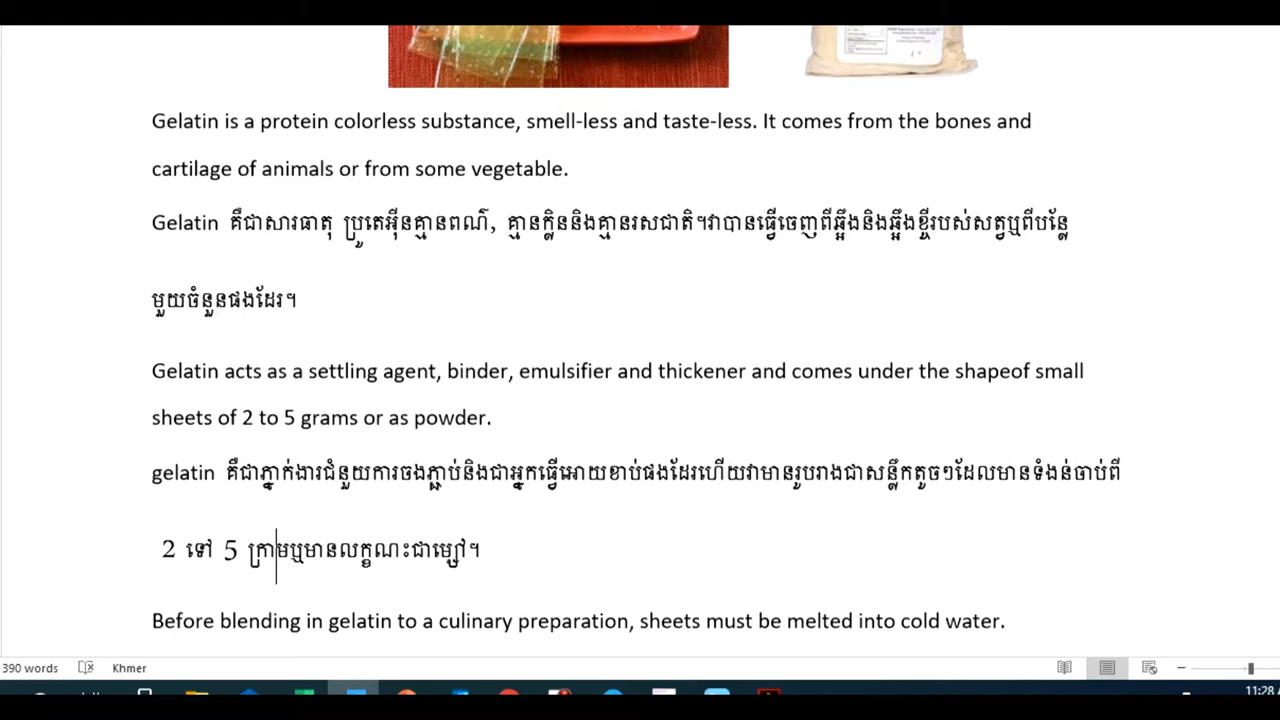 Gelatin is a protein colorless substance, smell-less and taste-less. It comes from the bones and
cartilage of animals or from some vegetable.
Gelatin គឺជាសារធាតុ ប្រូតេអ៊ីនគ្មានពណ៌, គ្មានក្លិននិងគ្មានរសជាតិ។វាបានធ្វើចេញពីឆ្អឹងនិងឆ្អឹងខ្ចីរបស់សត្វឬពីបន្លែ
មួយចំនួនផងដែរ។
Gelatin acts as a settling agent, binder, emulsifier and thickener and comes under the shapeof small
sheets of 2 to 5 grams or as powder.
gelatin គឺជាភ្នាក់ងារជំនួយការចងភ្ជាប់និងជាអ្នកធ្វើអោយខាប់ផងដែរហើយវាមានរូបរាងជាសន្លឹកតូចៗដែលមានទំងន់ចាប់ពី
2 ទៅ 5 ក្រាមឬមានលក្ខណះជាម្សៅ។
Before blending in gelatin to a culinary preparation, sheets must be melted into cold water.
390 words Khmer
11:28